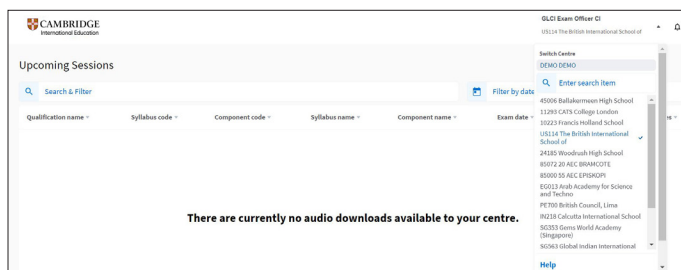 CAMBRIDGE
International Education
GLCI Exam Officer CI
US114 The British International School of
Upcoming Sessions
Search & Filter
Filter by date
Qualification name
Syllabus code
Component code
Syllabus name
Component name
Exam date
es
There are currently no audio downloads available to your centre.
Switch Centre
DEMO DEMO
Enter search item
45006 Ballakermeen High School
11293 CATS College London
10223 Francis Holland School
US114 The British International
School of
24185 Woodrush High School
85072 20 AEC BRAMCOTE
85000 55 AEC EPISKOPI
EG013 Arab Academy for Science
and Techno
PE700 British Council, Lima
IN218 Calcutta International School
SG353 Gems World Academy
(Singapore)
SG563 Global Indian International
Help